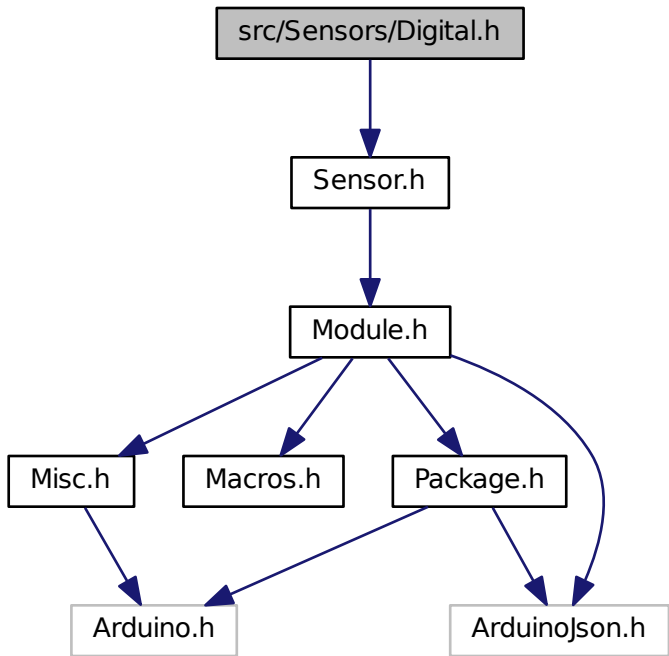 src/Sensors/Digital.h
Sensor.h
Module.h
Misc.h
Macros.h
Package.h
Arduino.h
ArduinoJson.h